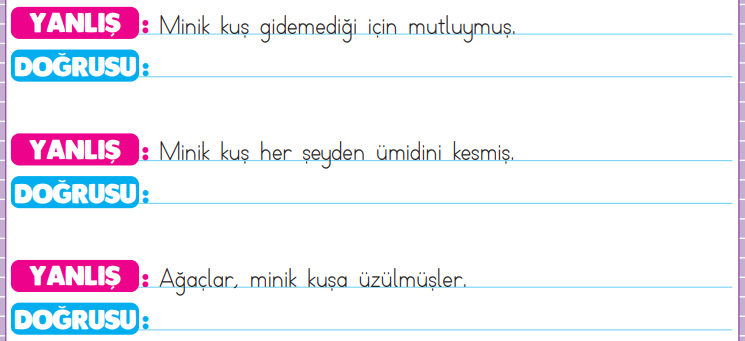 YANLIŞ : Minik kuş gidemediği için mutluymuş.
DOĞRUSU :
YANLIŞ : Minik kuş her şeyden ümidini kesmiş.
DOĞRUSU :
YANLIŞ : Ağaçlar, minik kuşa üzülmüşler.
DOĞRUSU :